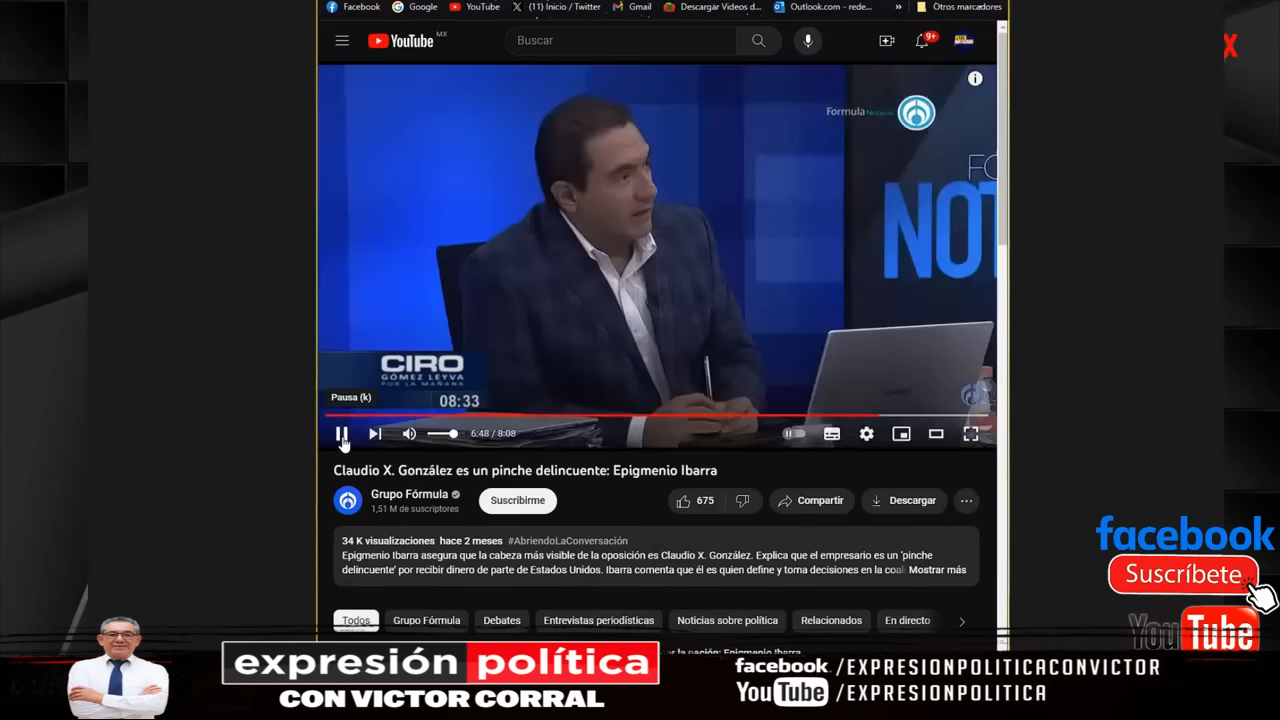 Facebook
Google
YouTube
(11) Inicio / Twitter
Gmail
Descargar Videos d...
Outlook.com - rede...
»
Otros marcadores
YouTube MX
Buscar
9+
X
Fórmula Noticias
FÓ
NOT
CIRO
GÓMEZ LEYVA
POR LA MAÑANA
08:33
Pausa (k)
6:48 / 8:08
Claudio X. González es un pinche delincuente: Epigmenio Ibarra
Grupo Fórmula
1,51 M de suscriptores
Suscribirme
675
Compartir
Descargar
34 K visualizaciones hace 2 meses #AbriendoLaConversación
Epigmenio Ibarra asegura que la cabeza más visible de la oposición es Claudio X. González. Explica que el empresario es un 'pinche
delincuente' por recibir dinero de parte de Estados Unidos. Ibarra comenta que él es quien define y toma decisiones en la coali Mostrar más
Todos
Grupo Fórmula
Debates
Entrevistas periodísticas
Noticias sobre política
Relacionados
En directo
facebook
Suscríbete
YouTube
expresión política
CON VICTOR CORRAL
facebook /EXPRESIONPOLITICACONVICTOR
YouTube /EXPRESIONPOLITICA